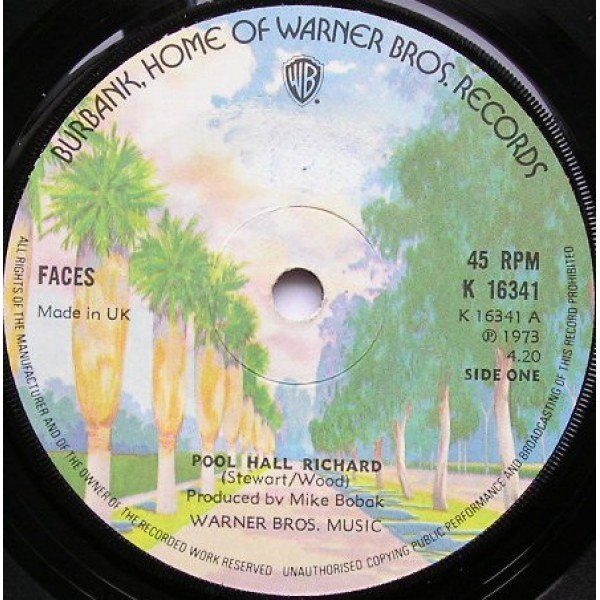 BURBANK, HOME OF WARNER BROS. RECORDS
WB
FACES
Made in UK
45 RPM
K 16341
K 16341 A
Ⓟ 1973
4.20
SIDE ONE
POOL HALL RICHARD
(Stewart/Wood)
Produced by Mike Bobak
WARNER BROS. MUSIC
ALL RIGHTS OF THE MANUFACTURER AND OF THE OWNER OF THE RECORDED WORK RESERVED UNAUTHORISED COPYING PUBLIC PERFORMANCE AND BROADCASTING OF THIS RECORD PROHIBITED